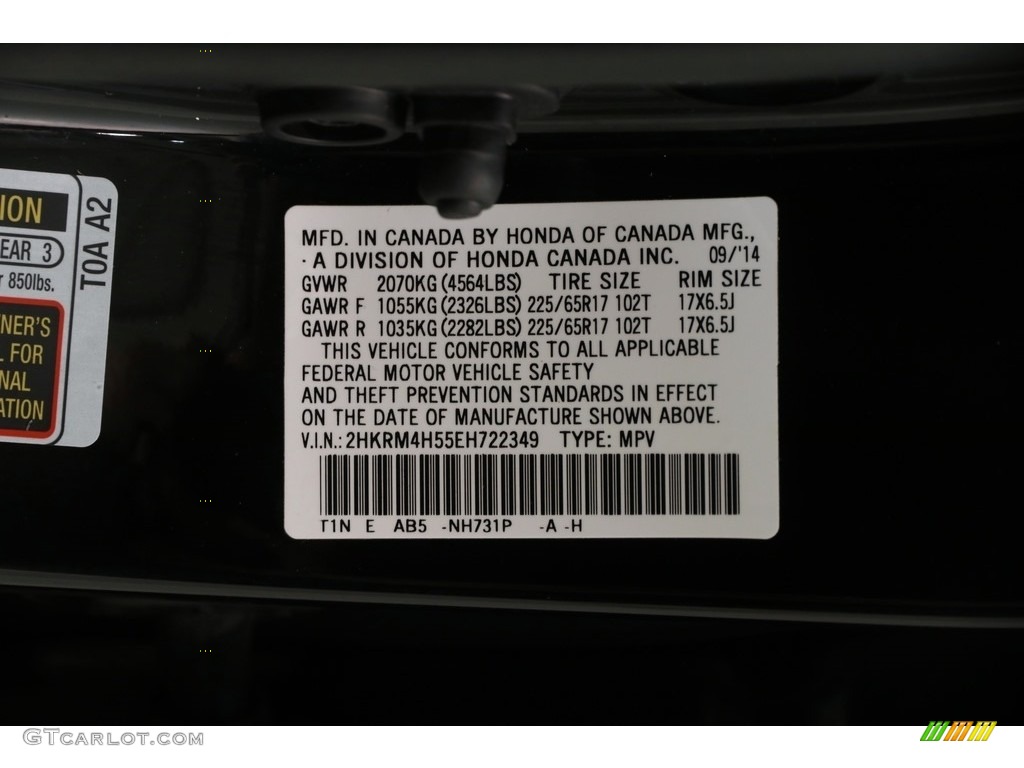 ION
EAR 3
r 850lbs.
NER'S
L FOR
NAL
ATION
T0A A2
MFD. IN CANADA BY HONDA OF CANADA MFG.,
· A DIVISION OF HONDA CANADA INC. 09/'14
GVWR 2070KG (4564LBS) TIRE SIZE RIM SIZE
GAWR F 1055KG (2326LBS) 225/65R17 102T 17X6.5J
GAWR R 1035KG (2282LBS) 225/65R17 102T 17X6.5J
THIS VEHICLE CONFORMS TO ALL APPLICABLE
FEDERAL MOTOR VEHICLE SAFETY
AND THEFT PREVENTION STANDARDS IN EFFECT
ON THE DATE OF MANUFACTURE SHOWN ABOVE.
V.I.N.: 2HKRM4H55EH722349 TYPE: MPV
T1N E AB5 -NH731P -A -H
GTCARLOT.COM